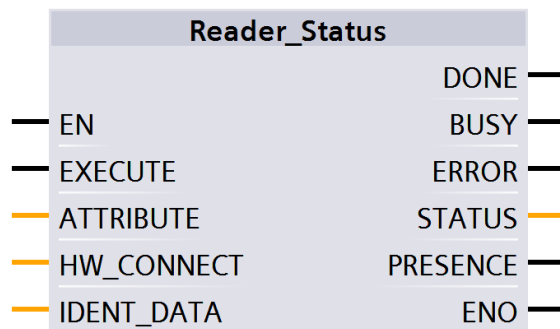 Reader_Status
DONE
EN BUSY
EXECUTE ERROR
ATTRIBUTE STATUS
HW_CONNECT PRESENCE
IDENT_DATA ENO